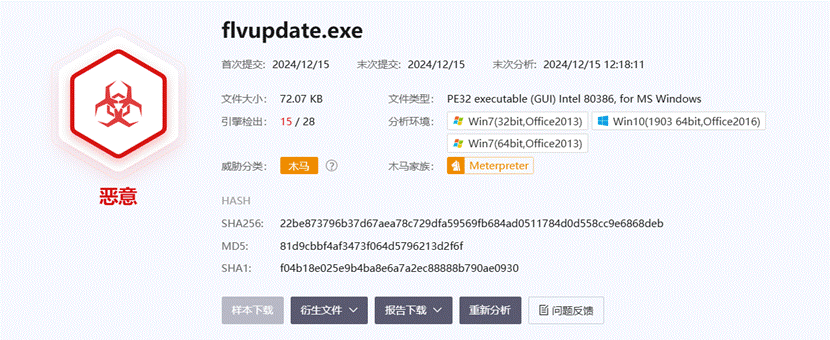 flvupdate.exe
首次提交: 2024/12/15 末次提交: 2024/12/15 末次分析: 2024/12/15 12:18:11
文件大小: 72.07 KB 文件类型: PE32 executable (GUI) Intel 80386, for MS Windows
引擎检出: 15 / 28 分析环境: Win7(32bit,Office2013) Win10(1903 64bit,Office2016)
Win7(64bit,Office2013)
威胁分类: 木马 ? 木马家族: Meterpreter
恶意
HASH
SHA256: 22be873796b37d67aea78c729dfa59569fb684ad0511784d0d558cc9e6868deb
MD5: 81d9cbbf4af3473f064d5796213d2f6f
SHA1: f04b18e025e9b4ba8e6a7a2ec88888b790ae0930
样本下载 衍生文件 报告下载 重新分析 问题反馈